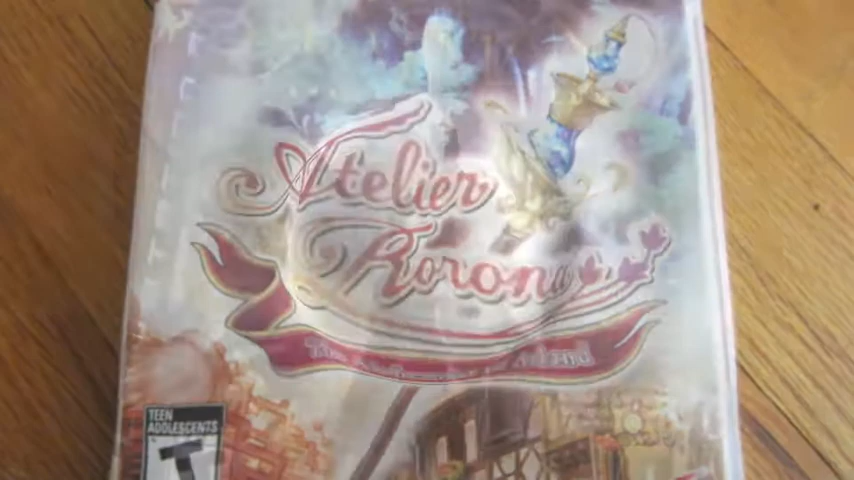 Atelier
Rorona
TEEN
ADOLESCENTS
T